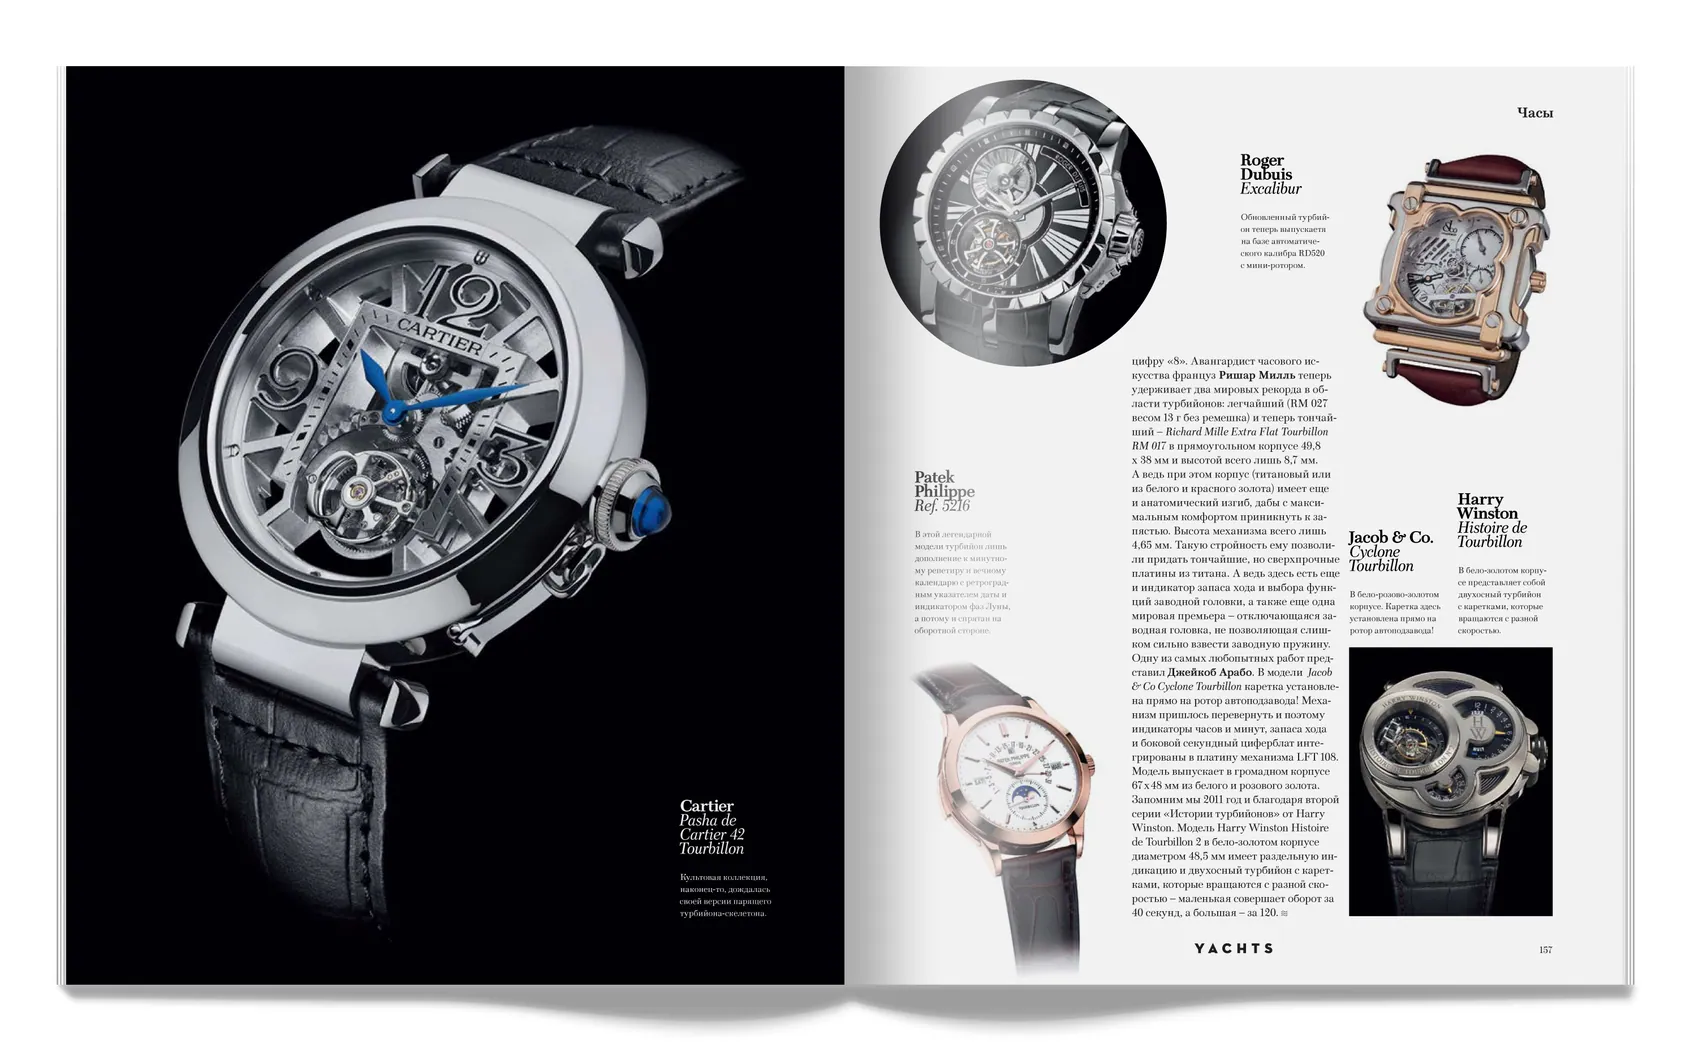 12
9
3
CARTIER
Cartier
Pasha de
Cartier 42
Tourbillon
Культовая коллекция,
наконец-то, дождалась
своей версии парящего
турбийона-скелетона.
Часы
ROGER DUBUIS
Roger
Dubuis
Excalibur
Обновленный турбий-
он теперь выпускаетя
на базе автоматиче-
ского калибра RD520
с мини-ротором.
Patek
Philippe
Ref. 5216
В этой легендарной
модели турбийон лишь
дополнение к минутно-
му репетиру и вечному
календарю с ретроград-
ным указателем даты и
индикатором фаз Луны,
а потому и спрятан на
оборотной стороне.
PATEK PHILIPPE
цифру «8». Авангардист часового ис-
кусства француз Ришар Милль теперь
удерживает два мировых рекорда в об-
ласти турбийонов: легчайший (RM 027
весом 13 г без ремешка) и теперь тончай-
ший – Richard Mille Extra Flat Tourbillon
RM 017 в прямоугольном корпусе 49,8
x 38 мм и высотой всего лишь 8,7 мм.
А ведь при этом корпус (титановый или
из белого и красного золота) имеет еще
и анатомический изгиб, дабы с макси-
мальным комфортом приникнуть к за-
пястью. Высота механизма всего лишь
4,65 мм. Такую стройность ему позволи-
ли придать тончайшие, но сверхпрочные
платины из титана. А ведь здесь есть еще
и индикатор запаса хода и выбора функ-
ций заводной головки, а также еще одна
мировая премьера – отключающаяся за-
водная головка, не позволяющая слиш-
ком сильно взвести заводную пружину.
Одну из самых любопытных работ пред-
ставил Джейкоб Арабо. В модели Jacob
& Co Cyclone Tourbillon каретка установле-
на прямо на ротор автоподзавода! Меха-
низм пришлось перевернуть и поэтому
индикаторы часов и минут, запаса хода
и боковой секундный циферблат инте-
грированы в платину механизма LFT 108.
Модель выпускает в громадном корпусе
67 x 48 мм из белого и розового золота.
Запомним мы 2011 год и благодаря второй
серии «Истории турбийонов» от Harry
Winston. Модель Harry Winston Histoire
de Tourbillon 2 в бело-золотом корпусе
диаметром 48,5 мм имеет раздельную ин-
дикацию и двухосный турбийон с карет-
ками, которые вращаются с разной ско-
ростью – маленькая совершает оборот за
40 секунд, а большая – за 120.
Jacob & Co.
Cyclone
Tourbillon
В бело-розово-золотом
корпусе. Каретка здесь
установлена прямо на
ротор автоподзавода!
Harry
Winston
Histoire de
Tourbillon
В бело-золотом корпу-
се представляет собой
двухосный турбийон
с каретками, которые
вращаются с разной
скоростью.
HARRY WINSTON
YACHTS
157